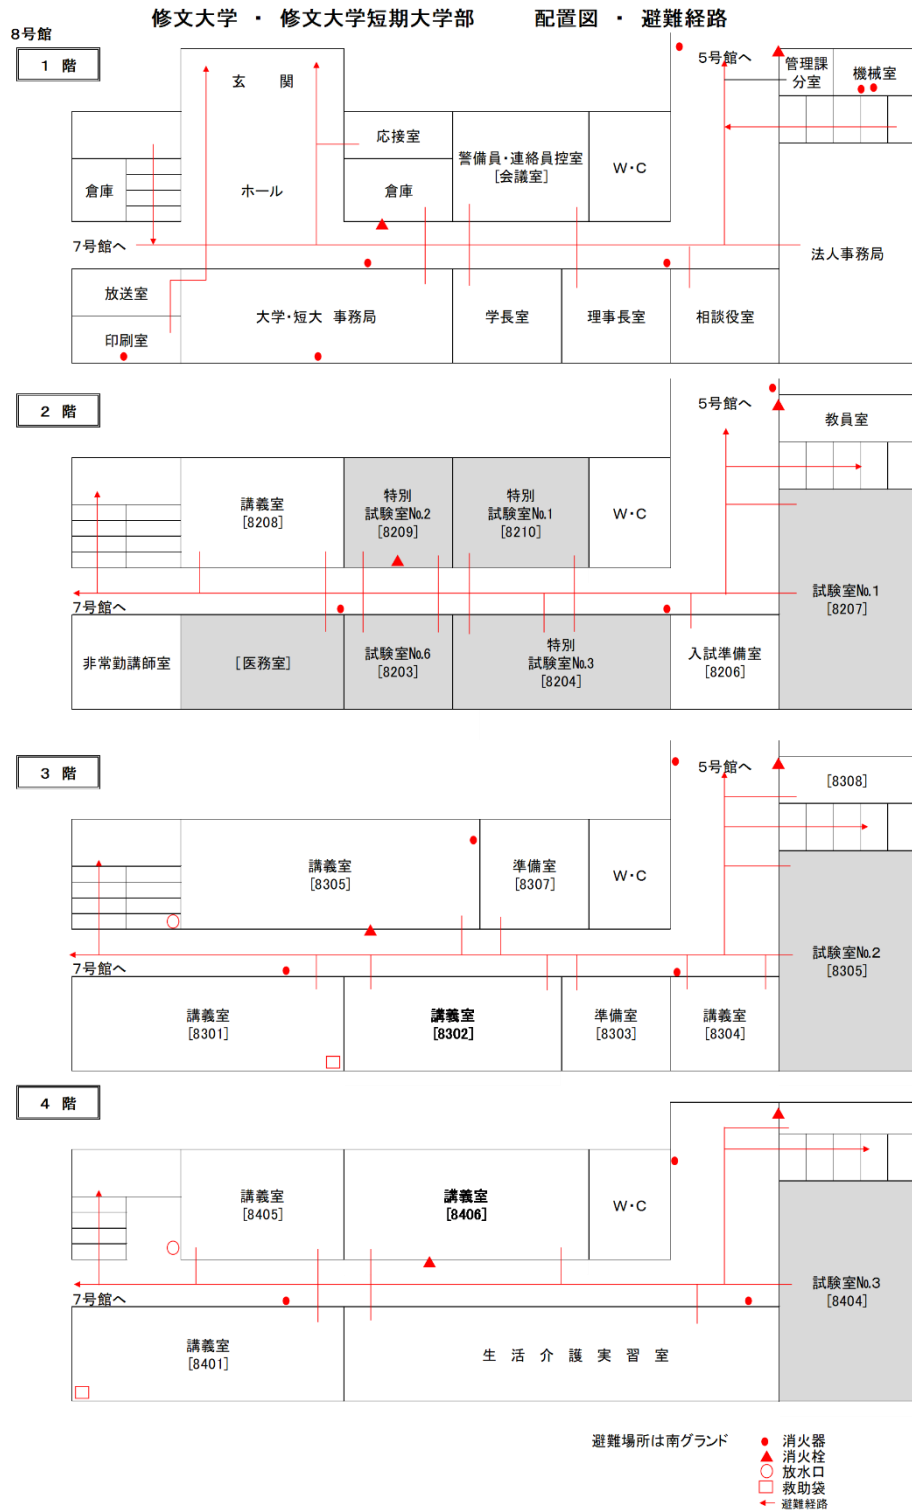 修文大学 ・ 修文大学短期大学部 配置図 ・ 避難経路
8号館
1 階
玄 関
5号館へ
管理課
分室
機械室
応接室
警備員・連絡員控室
[会議室]
W・C
倉庫
ホール
倉庫
7号館へ
法人事務局
放送室
印刷室
大学・短大 事務局
学長室
理事長室
相談役室
2 階
5号館へ
教員室
講義室
[8208]
特別
試験室№2
[8209]
特別
試験室№1
[8210]
W・C
7号館へ
試験室№1
[8207]
非常勤講師室
[医務室]
試験室№6
[8203]
特別
試験室№3
[8204]
入試準備室
[8206]
3 階
5号館へ
[8308]
講義室
[8305]
準備室
[8307]
W・C
7号館へ
試験室№2
[8305]
講義室
[8301]
講義室
[8302]
準備室
[8303]
講義室
[8304]
4 階
講義室
[8405]
講義室
[8406]
W・C
7号館へ
試験室№3
[8404]
講義室
[8401]
生 活 介 護 実 習 室
避難場所は南グランド
消火器
消火栓
放水口
救助袋
避難経路